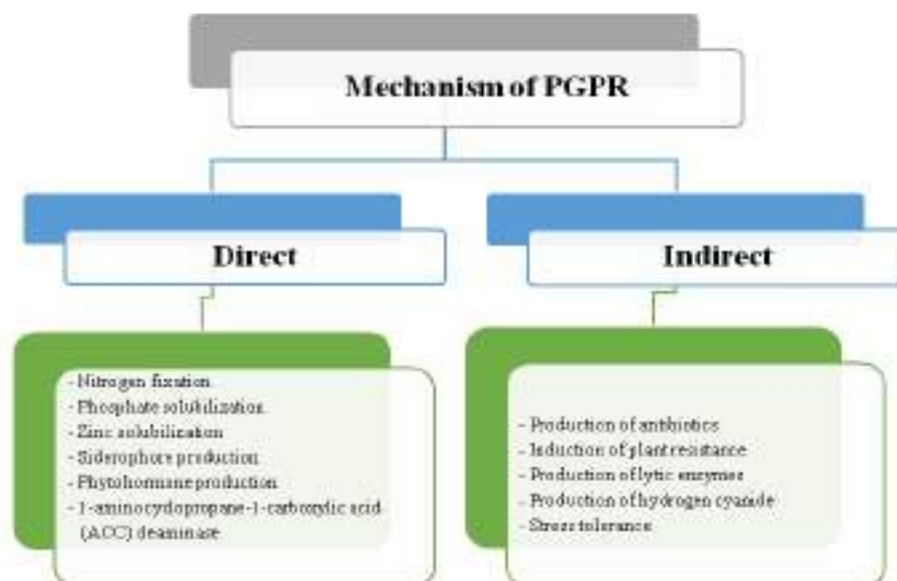 Mechanism of PGPR
Direct
Indirect
- Nitrogen fixation
- Phosphate solubilization
- Zinc solubilization
- Siderophore production
- Phytohormone production
- 1-aminocydopropane-1-carboxylic acid
(ACC) deaminase
- Production of antibiotics
- Induction of plant resistance
- Production of lytic enzymes
- Production of hydrogen cyanide
- Stress tolerance